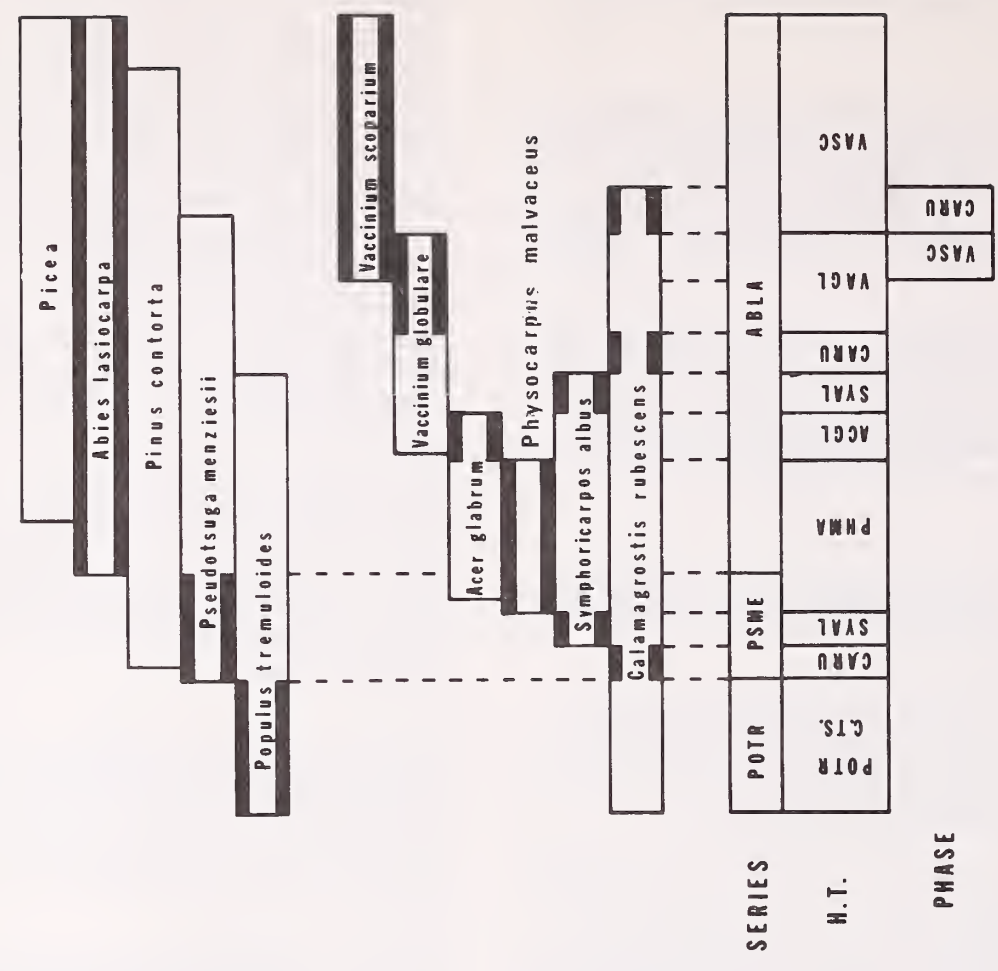 Picea
Abies lasiocarpa
Pinus contorta
Pseudotsuga menziesii
Populus tremuloides
Vaccinium scoparium
Vaccinium globulare
Acer glabrum
Physocarpus malvaceus
Symphoricarpos albus
Calamagrostis rubescens
SERIES
POTR
PSME
ABLA
H.T.
POTR
C.T.S.
CARU
SYAL
PHMA
ACGL
SYAL
CARU
VAGL
VASC
PHASE
VASC
CARU